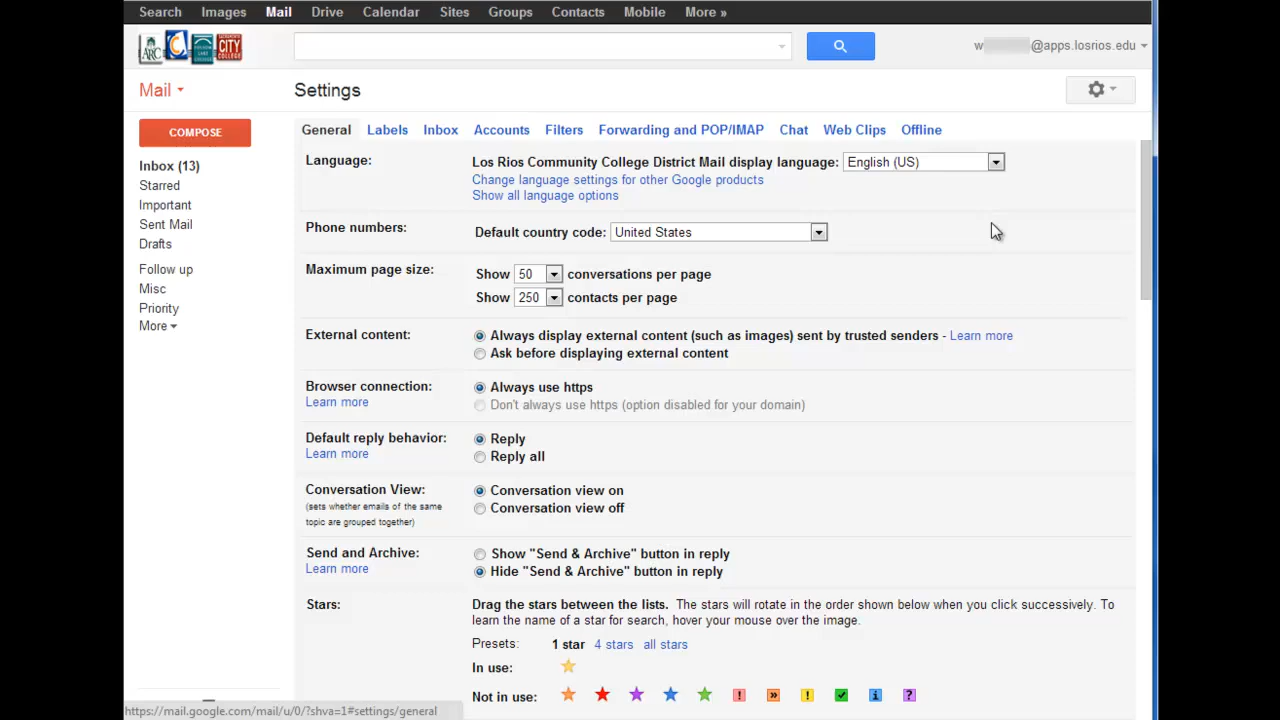 Search Images Mail Drive Calendar Sites Groups Contacts Mobile More »
ARC CITY COLLEGE
w @apps.losrios.edu
Mail Settings
COMPOSE
General Labels Inbox Accounts Filters Forwarding and POP/IMAP Chat Web Clips Offline
Inbox (13)
Starred
Important
Sent Mail
Drafts
Follow up
Misc
Priority
More
Language: Los Rios Community College District Mail display language: English (US)
Change language settings for other Google products
Show all language options
Phone numbers: Default country code: United States
Maximum page size: Show 50 conversations per page
Show 250 contacts per page
External content: Always display external content (such as images) sent by trusted senders - Learn more
Ask before displaying external content
Browser connection: Always use https
Learn more Don't always use https (option disabled for your domain)
Default reply behavior: Reply
Learn more Reply all
Conversation View: Conversation view on
(sets whether emails of the same Conversation view off
topic are grouped together)
Send and Archive: Show "Send & Archive" button in reply
Learn more Hide "Send & Archive" button in reply
Stars: Drag the stars between the lists. The stars will rotate in the order shown below when you click successively. To
learn the name of a star for search, hover your mouse over the image.
Presets: 1 star 4 stars all stars
In use:
Not in use: ! » ! i ?
https://mail.google.com/mail/u/0/?shva=1#settings/general